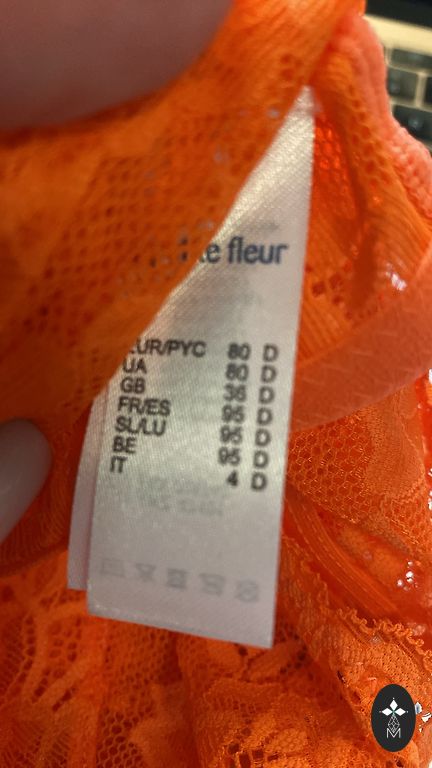 fleur
EUR/РУС 80 D
UA 80 D
GB 36 D
FR/ES 95 D
SL/LU 95 D
BE 95 D
IT 4 D
M